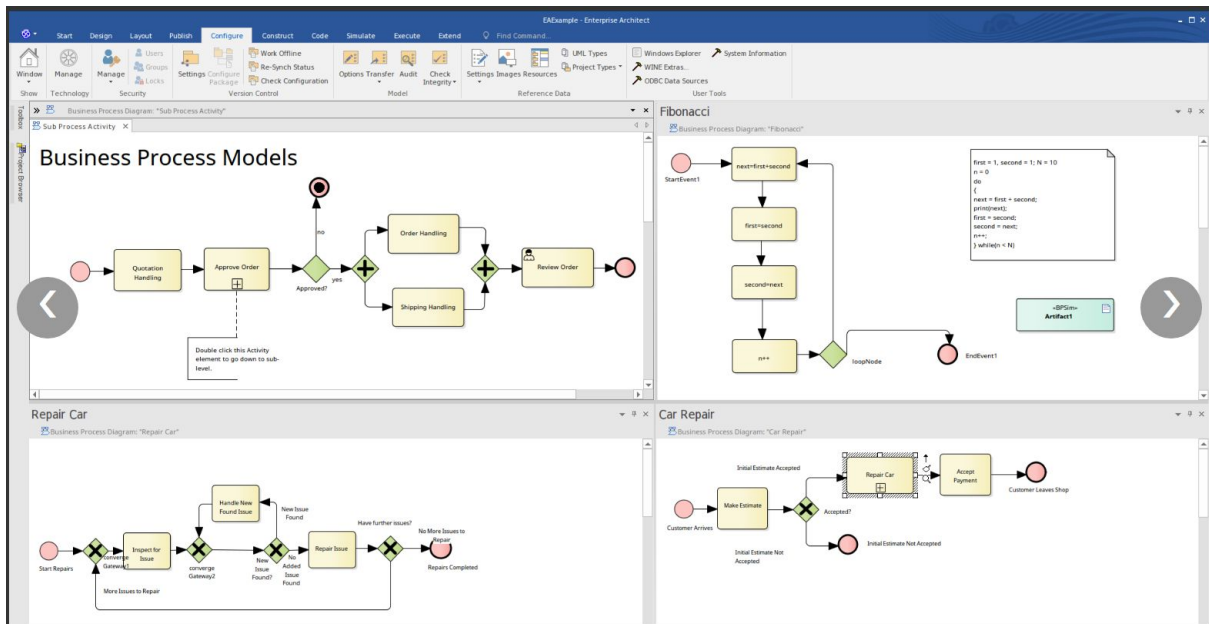 EAExample - Enterprise Architect
Start Design Layout Publish Configure Construct Code Simulate Execute Extend Find Command...
Window
Show
Manage
Technology
Manage
Users
Groups
Locks
Security
Settings
Configure
Package
Work Offline
Re-Synch Status
Check Configuration
Version Control
Options
Transfer
Audit
Check
Integrity
Model
Settings
Images
Resources
UML Types
Project Types
Reference Data
Windows Explorer
WINE Extras...
ODBC Data Sources
System Information
User Tools
Toolbox
Project Browser
Business Process Diagram: "Sub Process Activity"
Sub Process Activity
Business Process Models
Quotation
Handling
Approve Order
no
Approved?
yes
Order Handling
Shipping Handling
Review Order
Double click this Activity
element to go down to sub-
level.
Fibonacci
Business Process Diagram: "Fibonacci"
StartEvent1
next=first+second
first=second
second=next
n++
loopNode
EndEvent1
first = 1, second = 1; N = 10
n = 0
do
{
next = first + second;
print(next);
first = second;
second = next;
n++;
} while(n < N)
«BPSim»
Artifact1
Repair Car
Business Process Diagram: "Repair Car"
Start Repairs
converge
Gateway1
Inspect for
Issue
Handle New
Found Issue
converge
Gateway2
New Issue
Found
New
Issue
Found?
No
Added
Issue
Found
Repair Issue
Have further issues?
No More Issues to
Repair
Repairs Completed
More Issues to Repair
Car Repair
Business Process Diagram: "Car Repair"
Customer Arrives
Make Estimate
Initial Estimate Accepted
Accepted?
Repair Car
Accept
Payment
Customer Leaves Shop
Initial Estimate Not
Accepted
Initial Estimate Not Accepted